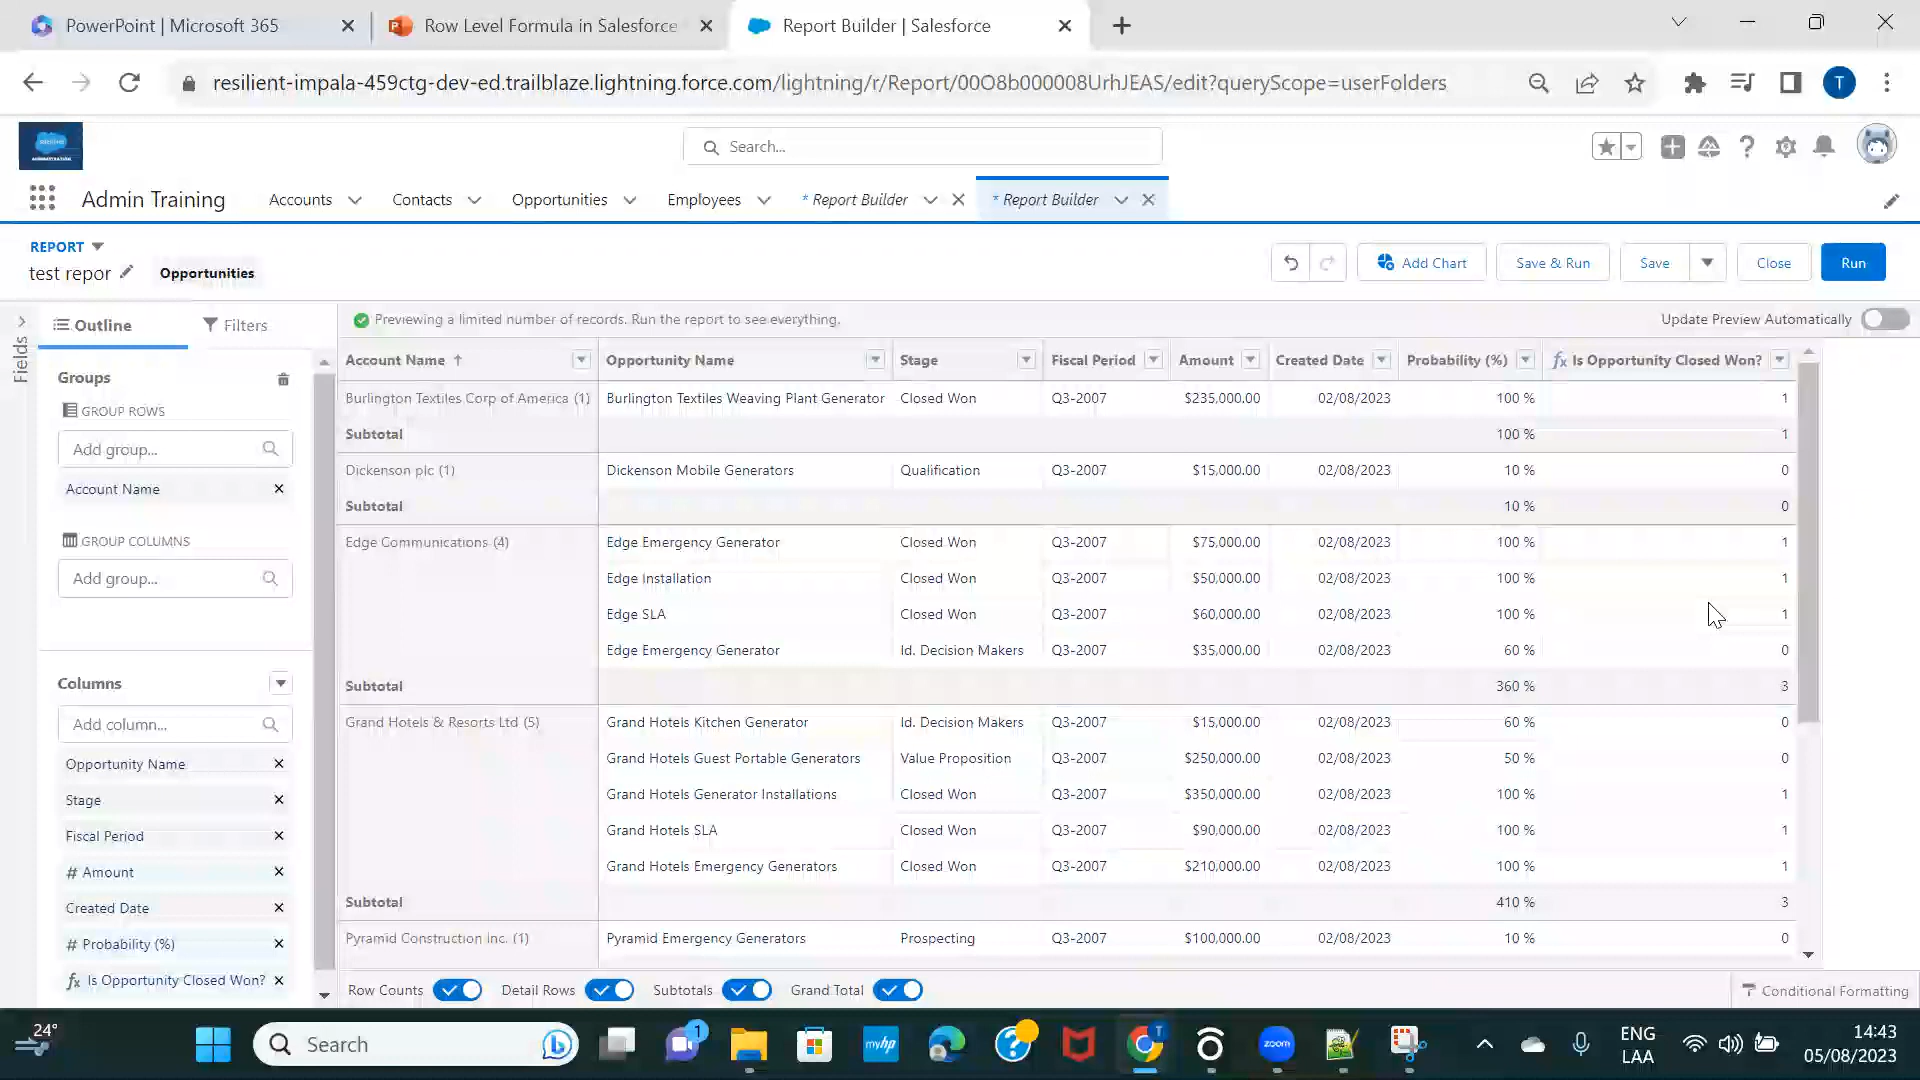 PowerPoint | Microsoft 365
Row Level Formula in Salesforce
Report Builder | Salesforce
resilient-impala-459ctg-dev-ed.trailblaze.lightning.force.com/lightning/r/Report/00O8b000008UrhJEAS/edit?queryScope=userFolders
T
Search...
Admin Training
Accounts
Contacts
Opportunities
Employees
* Report Builder
* Report Builder
REPORT
test repor
Opportunities
Add Chart
Save & Run
Save
Close
Run
Fields
Outline
Filters
Previewing a limited number of records. Run the report to see everything.
Update Preview Automatically
Groups
GROUP ROWS
Add group...
Account Name
GROUP COLUMNS
Add group...
Columns
Add column...
Opportunity Name
Stage
Fiscal Period
# Amount
Created Date
# Probability (%)
fx Is Opportunity Closed Won?
Account Name ↑ Opportunity Name Stage Fiscal Period Amount Created Date Probability (%) fx Is Opportunity Closed Won?
Burlington Textiles Corp of America (1) Burlington Textiles Weaving Plant Generator Closed Won Q3-2007 $235,000.00 02/08/2023 100 % 1
Subtotal 100 % 1
Dickenson plc (1) Dickenson Mobile Generators Qualification Q3-2007 $15,000.00 02/08/2023 10 % 0
Subtotal 10 % 0
Edge Communications (4) Edge Emergency Generator Closed Won Q3-2007 $75,000.00 02/08/2023 100 % 1
Edge Installation Closed Won Q3-2007 $50,000.00 02/08/2023 100 % 1
Edge SLA Closed Won Q3-2007 $60,000.00 02/08/2023 100 % 1
Edge Emergency Generator Id. Decision Makers Q3-2007 $35,000.00 02/08/2023 60 % 0
Subtotal 360 % 3
Grand Hotels & Resorts Ltd (5) Grand Hotels Kitchen Generator Id. Decision Makers Q3-2007 $15,000.00 02/08/2023 60 % 0
Grand Hotels Guest Portable Generators Value Proposition Q3-2007 $250,000.00 02/08/2023 50 % 0
Grand Hotels Generator Installations Closed Won Q3-2007 $350,000.00 02/08/2023 100 % 1
Grand Hotels SLA Closed Won Q3-2007 $90,000.00 02/08/2023 100 % 1
Grand Hotels Emergency Generators Closed Won Q3-2007 $210,000.00 02/08/2023 100 % 1
Subtotal 410 % 3
Pyramid Construction Inc. (1) Pyramid Emergency Generators Prospecting Q3-2007 $100,000.00 02/08/2023 10 % 0
Row Counts
Detail Rows
Subtotals
Grand Total
Conditional Formatting
24°
Search
1
myhp
T
zoom
ENG
LAA
14:43
05/08/2023